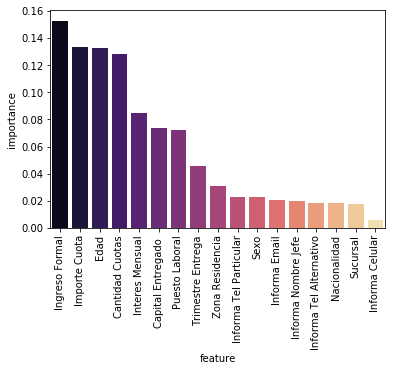 0.16
0.14
0.12
0.10
0.08
0.06
0.04
0.02
0.00
importance
Ingreso Formal
Importe Cuota
Edad
Cantidad Cuotas
Interes Mensual
Capital Entregado
Puesto Laboral
Trimestre Entrega
Zona Residencia
Informa Tel Particular
Sexo
Informa Email
Informa Nombre Jefe
Informa Tel Alternativo
Nacionalidad
Sucursal
Informa Celular
feature